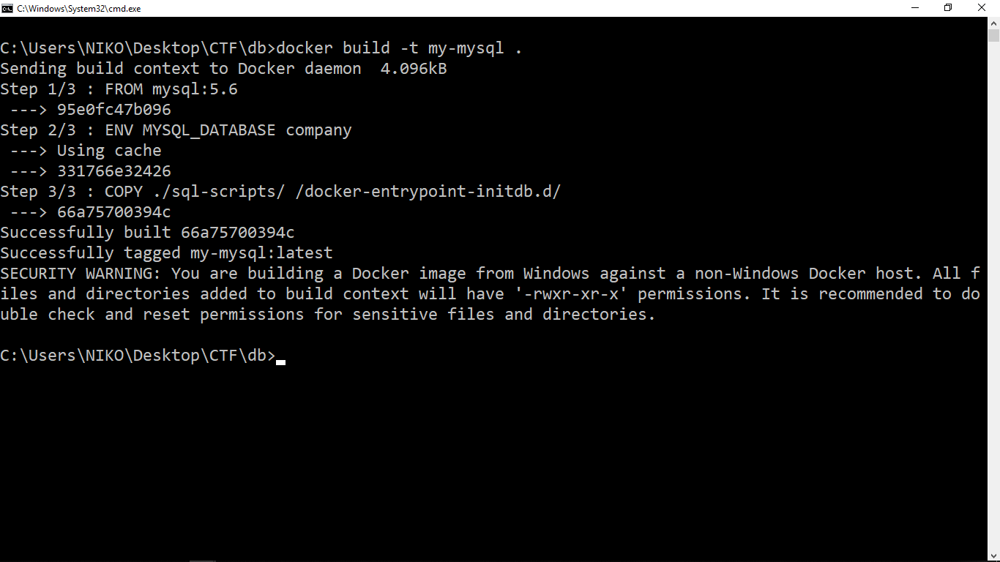 C:\Windows\System32\cmd.exe
C:\Users\NIKO\Desktop\CTF\db>docker build -t my-mysql .
Sending build context to Docker daemon  4.096kB
Step 1/3 : FROM mysql:5.6
 ---> 95e0fc47b096
Step 2/3 : ENV MYSQL_DATABASE company
 ---> Using cache
 ---> 331766e32426
Step 3/3 : COPY ./sql-scripts/ /docker-entrypoint-initdb.d/
 ---> 66a75700394c
Successfully built 66a75700394c
Successfully tagged my-mysql:latest
SECURITY WARNING: You are building a Docker image from Windows against a non-Windows Docker host. All f
iles and directories added to build context will have '-rwxr-xr-x' permissions. It is recommended to do
uble check and reset permissions for sensitive files and directories.
C:\Users\NIKO\Desktop\CTF\db>